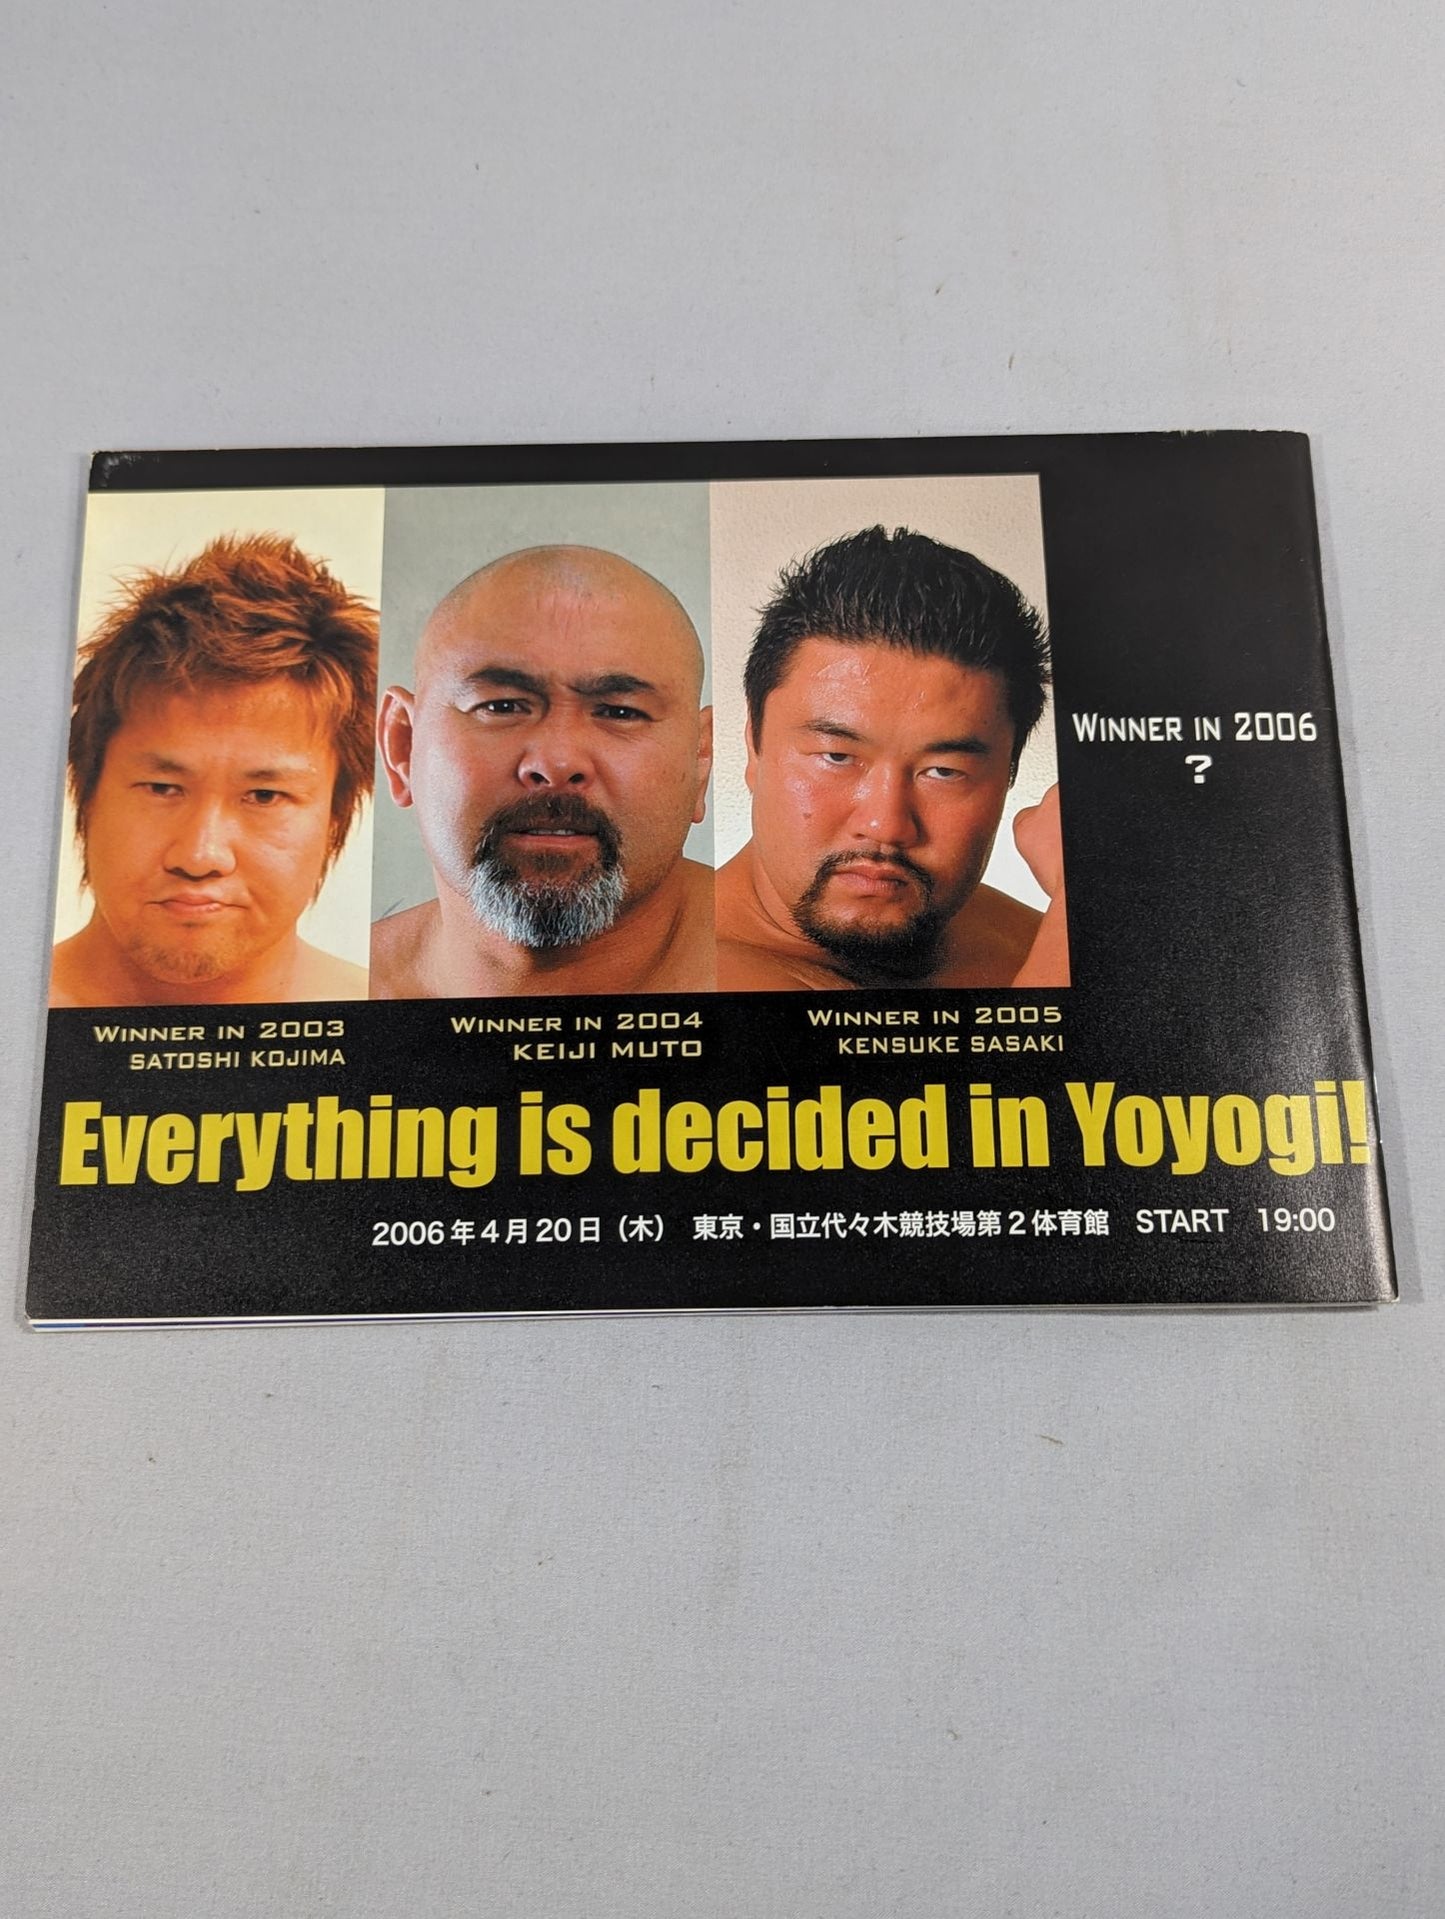 WINNER IN 2003
SATOSHI KOJIMA
WINNER IN 2004
KEIJI MUTO
WINNER IN 2005
KENSUKE SASAKI
WINNER IN 2006
?
Everything is decided in Yoyogi!
2006年4月20日（木） 東京・国立代々木競技場第2体育館 START 19:00